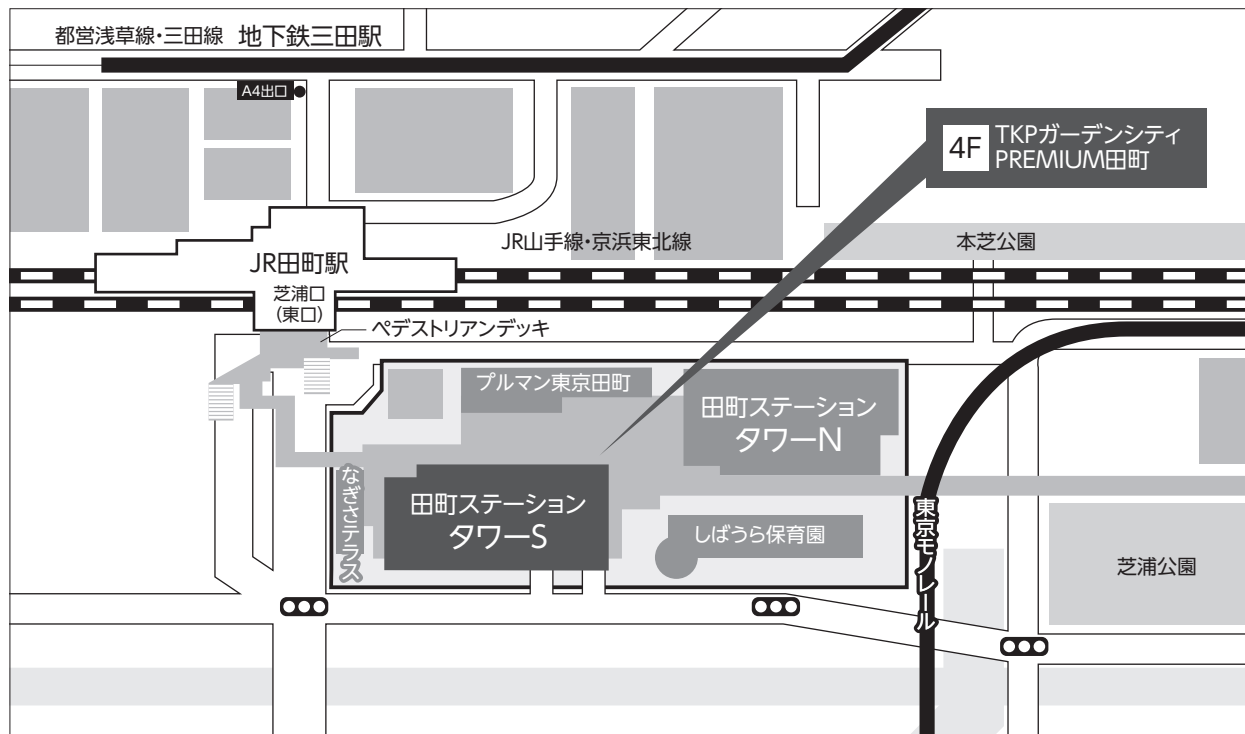 都営浅草線・三田線 地下鉄三田駅
A4出口
4F
TKPガーデンシティ
PREMIUM田町
JR山手線・京浜東北線
本芝公園
JR田町駅
芝浦口
(東口)
ペデストリアンデッキ
プルマン東京田町
田町ステーション
タワーN
なぎさテラス
田町ステーション
タワーS
しばうら保育園
東京モノレール
芝浦公園